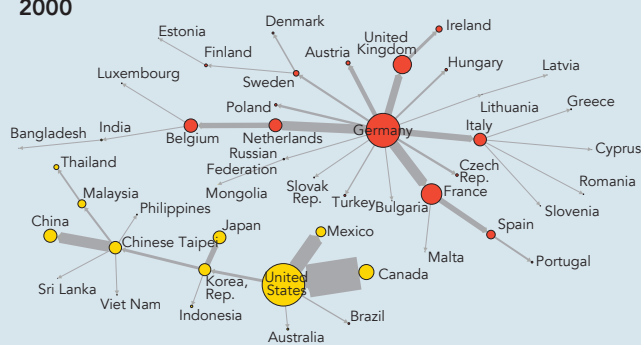 2000
Denmark
Estonia
Ireland
United
Kingdom
Finland
Austria
Hungary
Latvia
Luxembourg
Sweden
Poland
Lithuania
Greece
Germany
Bangladesh
India
Belgium
Netherlands
Italy
Cyprus
Russian
Federation
Thailand
Czech
Rep.
Mongolia
Slovak
Rep.
Malaysia
Turkey
Bulgaria
France
Romania
Slovenia
Philippines
China
Japan
Mexico
Spain
Chinese Taipei
Malta
Portugal
United
States
Canada
Korea,
Rep.
Sri Lanka
Viet Nam
Indonesia
Brazil
Australia